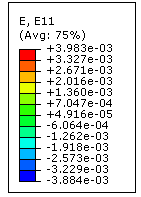 E, E11
(Avg: 75%)
+3.983e-03
+3.327e-03
+2.671e-03
+2.016e-03
+1.360e-03
+7.047e-04
+4.916e-05
-6.064e-04
-1.262e-03
-1.918e-03
-2.573e-03
-3.229e-03
-3.884e-03